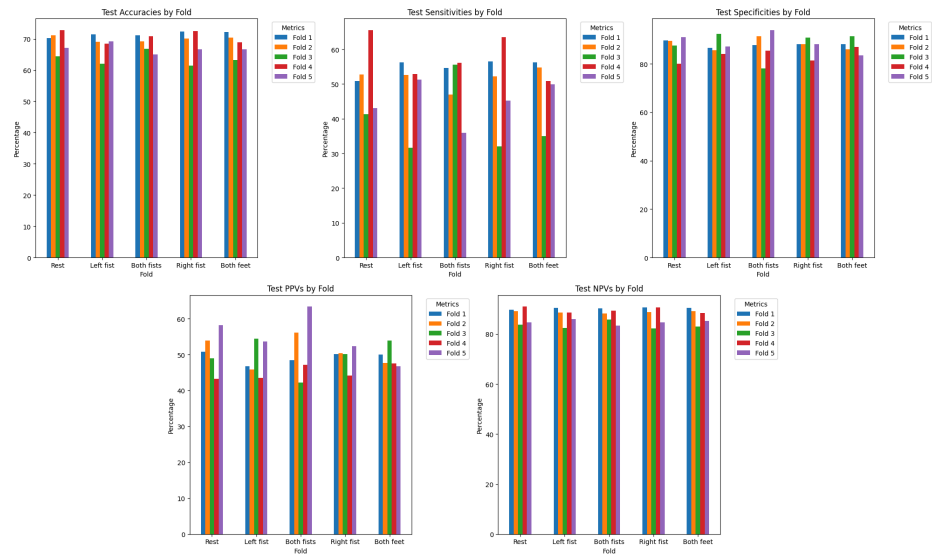 Test Accuracies by Fold
Percentage
70
60
50
40
30
20
10
0
Rest Left fist Both fists Right fist Both feet
Fold
Metrics
Fold 1
Fold 2
Fold 3
Fold 4
Fold 5
Test Sensitivities by Fold
Percentage
60
50
40
30
20
10
0
Rest Left fist Both fists Right fist Both feet
Fold
Metrics
Fold 1
Fold 2
Fold 3
Fold 4
Fold 5
Test Specificities by Fold
Percentage
80
60
40
20
0
Rest Left fist Both fists Right fist Both feet
Fold
Metrics
Fold 1
Fold 2
Fold 3
Fold 4
Fold 5
Test PPVs by Fold
Percentage
60
50
40
30
20
10
0
Rest Left fist Both fists Right fist Both feet
Fold
Metrics
Fold 1
Fold 2
Fold 3
Fold 4
Fold 5
Test NPVs by Fold
Percentage
80
60
40
20
0
Rest Left fist Both fists Right fist Both feet
Fold
Metrics
Fold 1
Fold 2
Fold 3
Fold 4
Fold 5